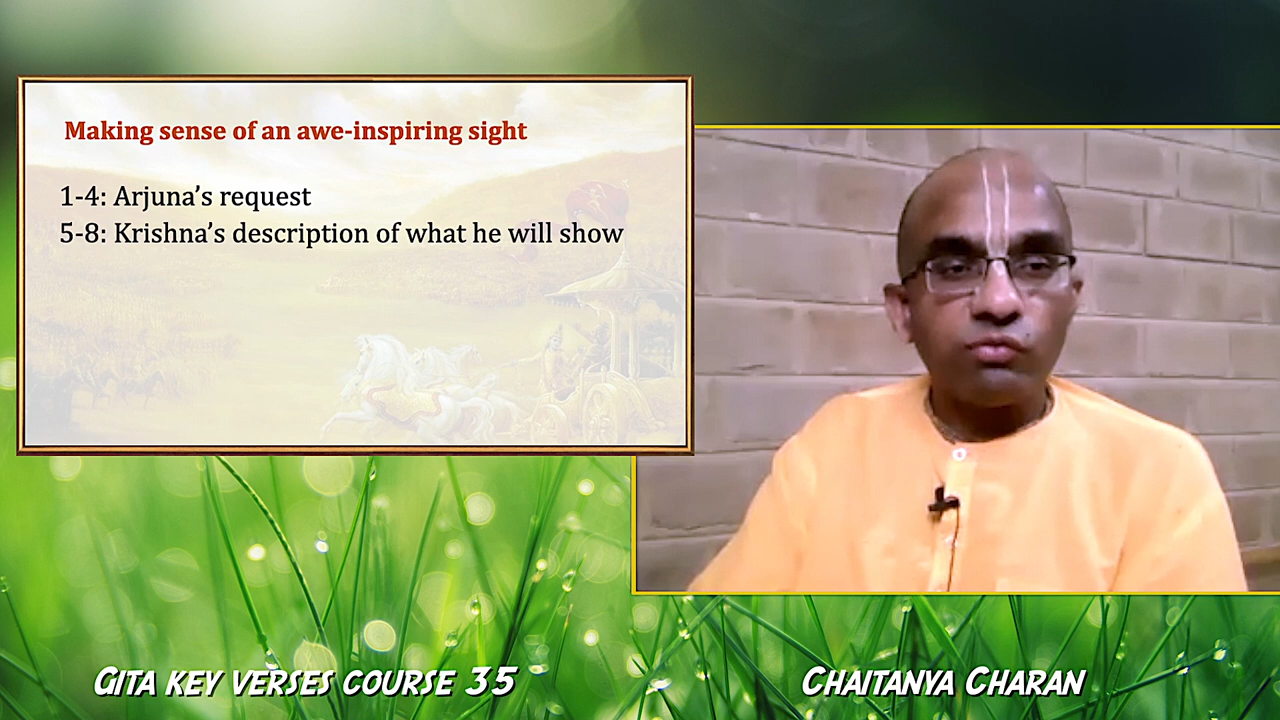 Making sense of an awe-inspiring sight
1-4: Arjuna’s request
5-8: Krishna’s description of what he will show
GITA KEY VERSES COURSE 35
CHAITANYA CHARAN